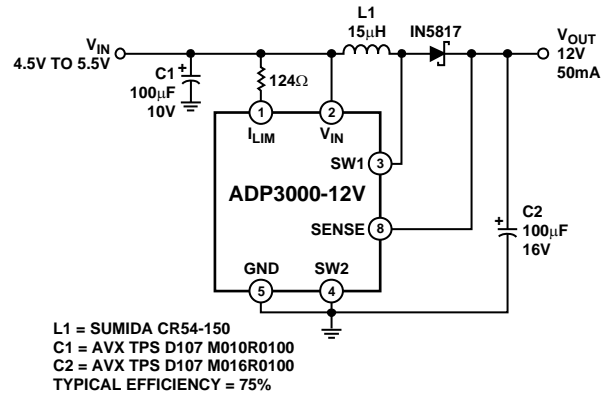 L1
15μH
IN5817
VIN
4.5V TO 5.5V
VOUT
12V
50mA
C1
100μF
10V
+
124Ω
1
2
ILIM
VIN
SW1
3
ADP3000-12V
SENSE
8
C2
100μF
16V
+
GND
SW2
5
4
L1 = SUMIDA CR54-150
C1 = AVX TPS D107 M010R0100
C2 = AVX TPS D107 M016R0100
TYPICAL EFFICIENCY = 75%